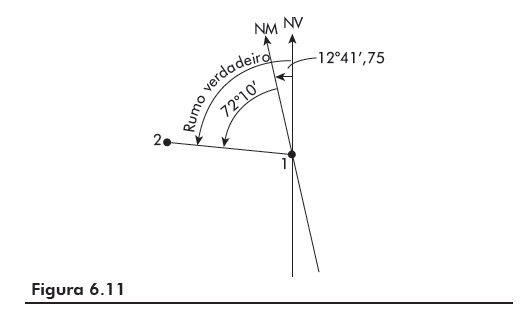 NM NV
12°41′,75
Rumo verdadeiro
72°10′
2
1
Figura 6.11